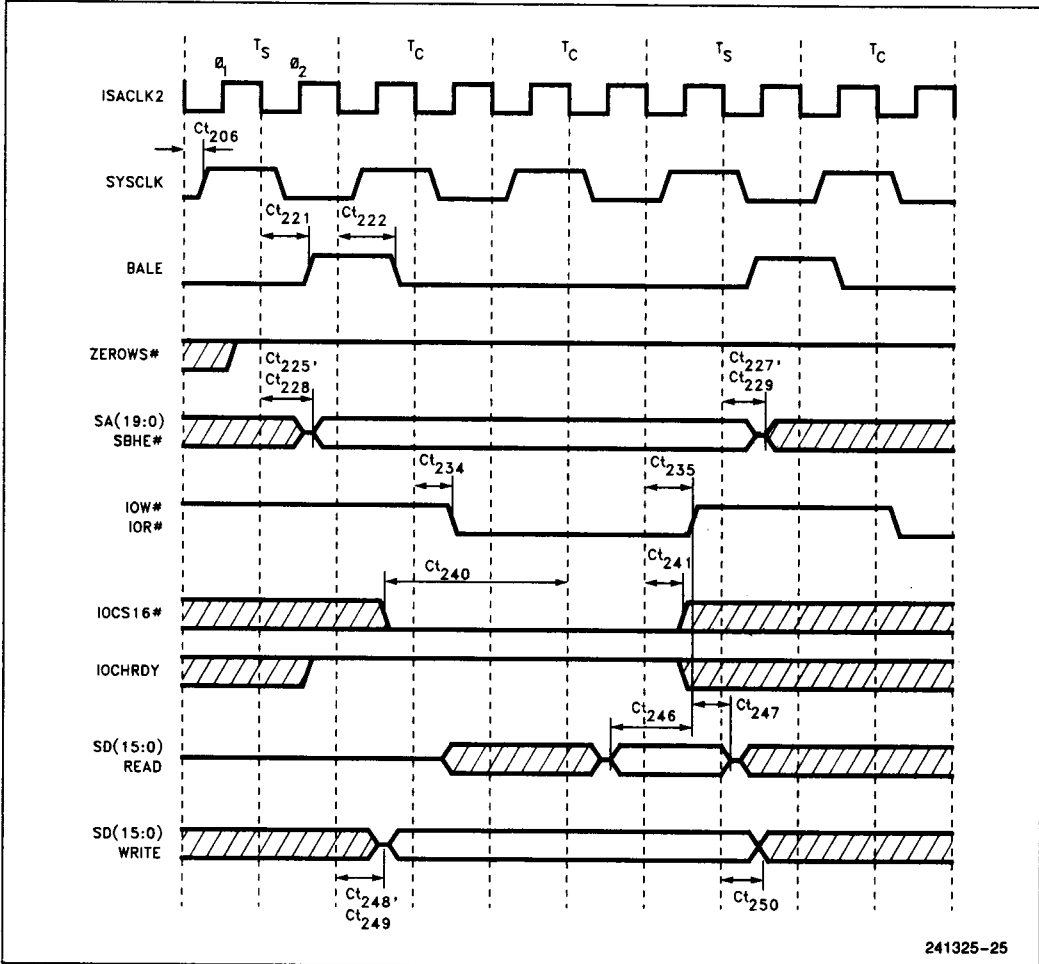 TS TC TC TS TC
Ø1 Ø2
ISACLK2
Ct206
SYSCLK
Ct221 Ct222
BALE
ZEROWS#
Ct225, Ct227,
Ct228 Ct229
SA(19:0)
SBHE#
Ct234 Ct235
IOW#
IOR#
Ct240 Ct241
IOCS16#
IOCHRDY
Ct246 Ct247
SD(15:0)
READ
SD(15:0)
WRITE
Ct248, Ct250
Ct249
241325-25